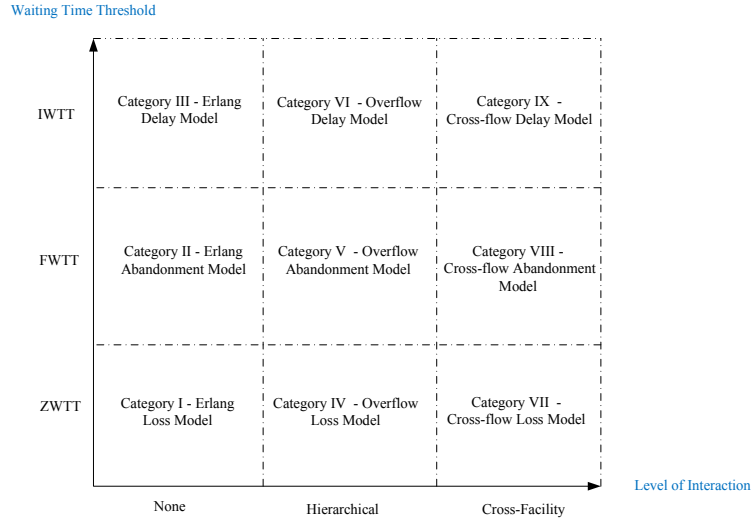 Waiting Time Threshold
IWTT
Category III - Erlang
Delay Model
Category VI - Overflow
Delay Model
Category IX -
Cross-flow Delay Model
FWTT
Category II - Erlang
Abandonment Model
Category V - Overflow
Abandonment Model
Category VIII -
Cross-flow Abandonment
Model
ZWTT
Category I - Erlang
Loss Model
Category IV - Overflow
Loss Model
Category VII -
Cross-flow Loss Model
Level of Interaction
None
Hierarchical
Cross-Facility